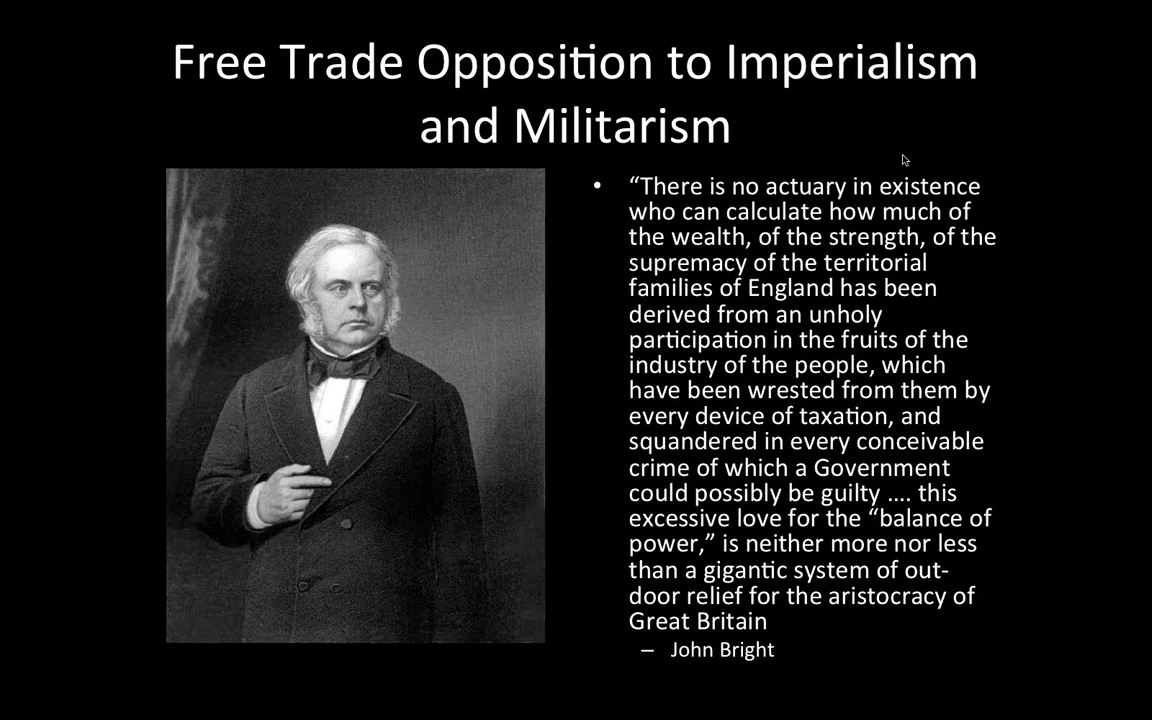 Free Trade Opposition to Imperialism
and Militarism
• “There is no actuary in existence
who can calculate how much of
the wealth, of the strength, of the
supremacy of the territorial
families of England has been
derived from an unholy
participation in the fruits of the
industry of the people, which
have been wrested from them by
every device of taxation, and
squandered in every conceivable
crime of which a Government
could possibly be guilty .... this
excessive love for the “balance of
power,” is neither more nor less
than a gigantic system of out-
door relief for the aristocracy of
Great Britain
– John Bright